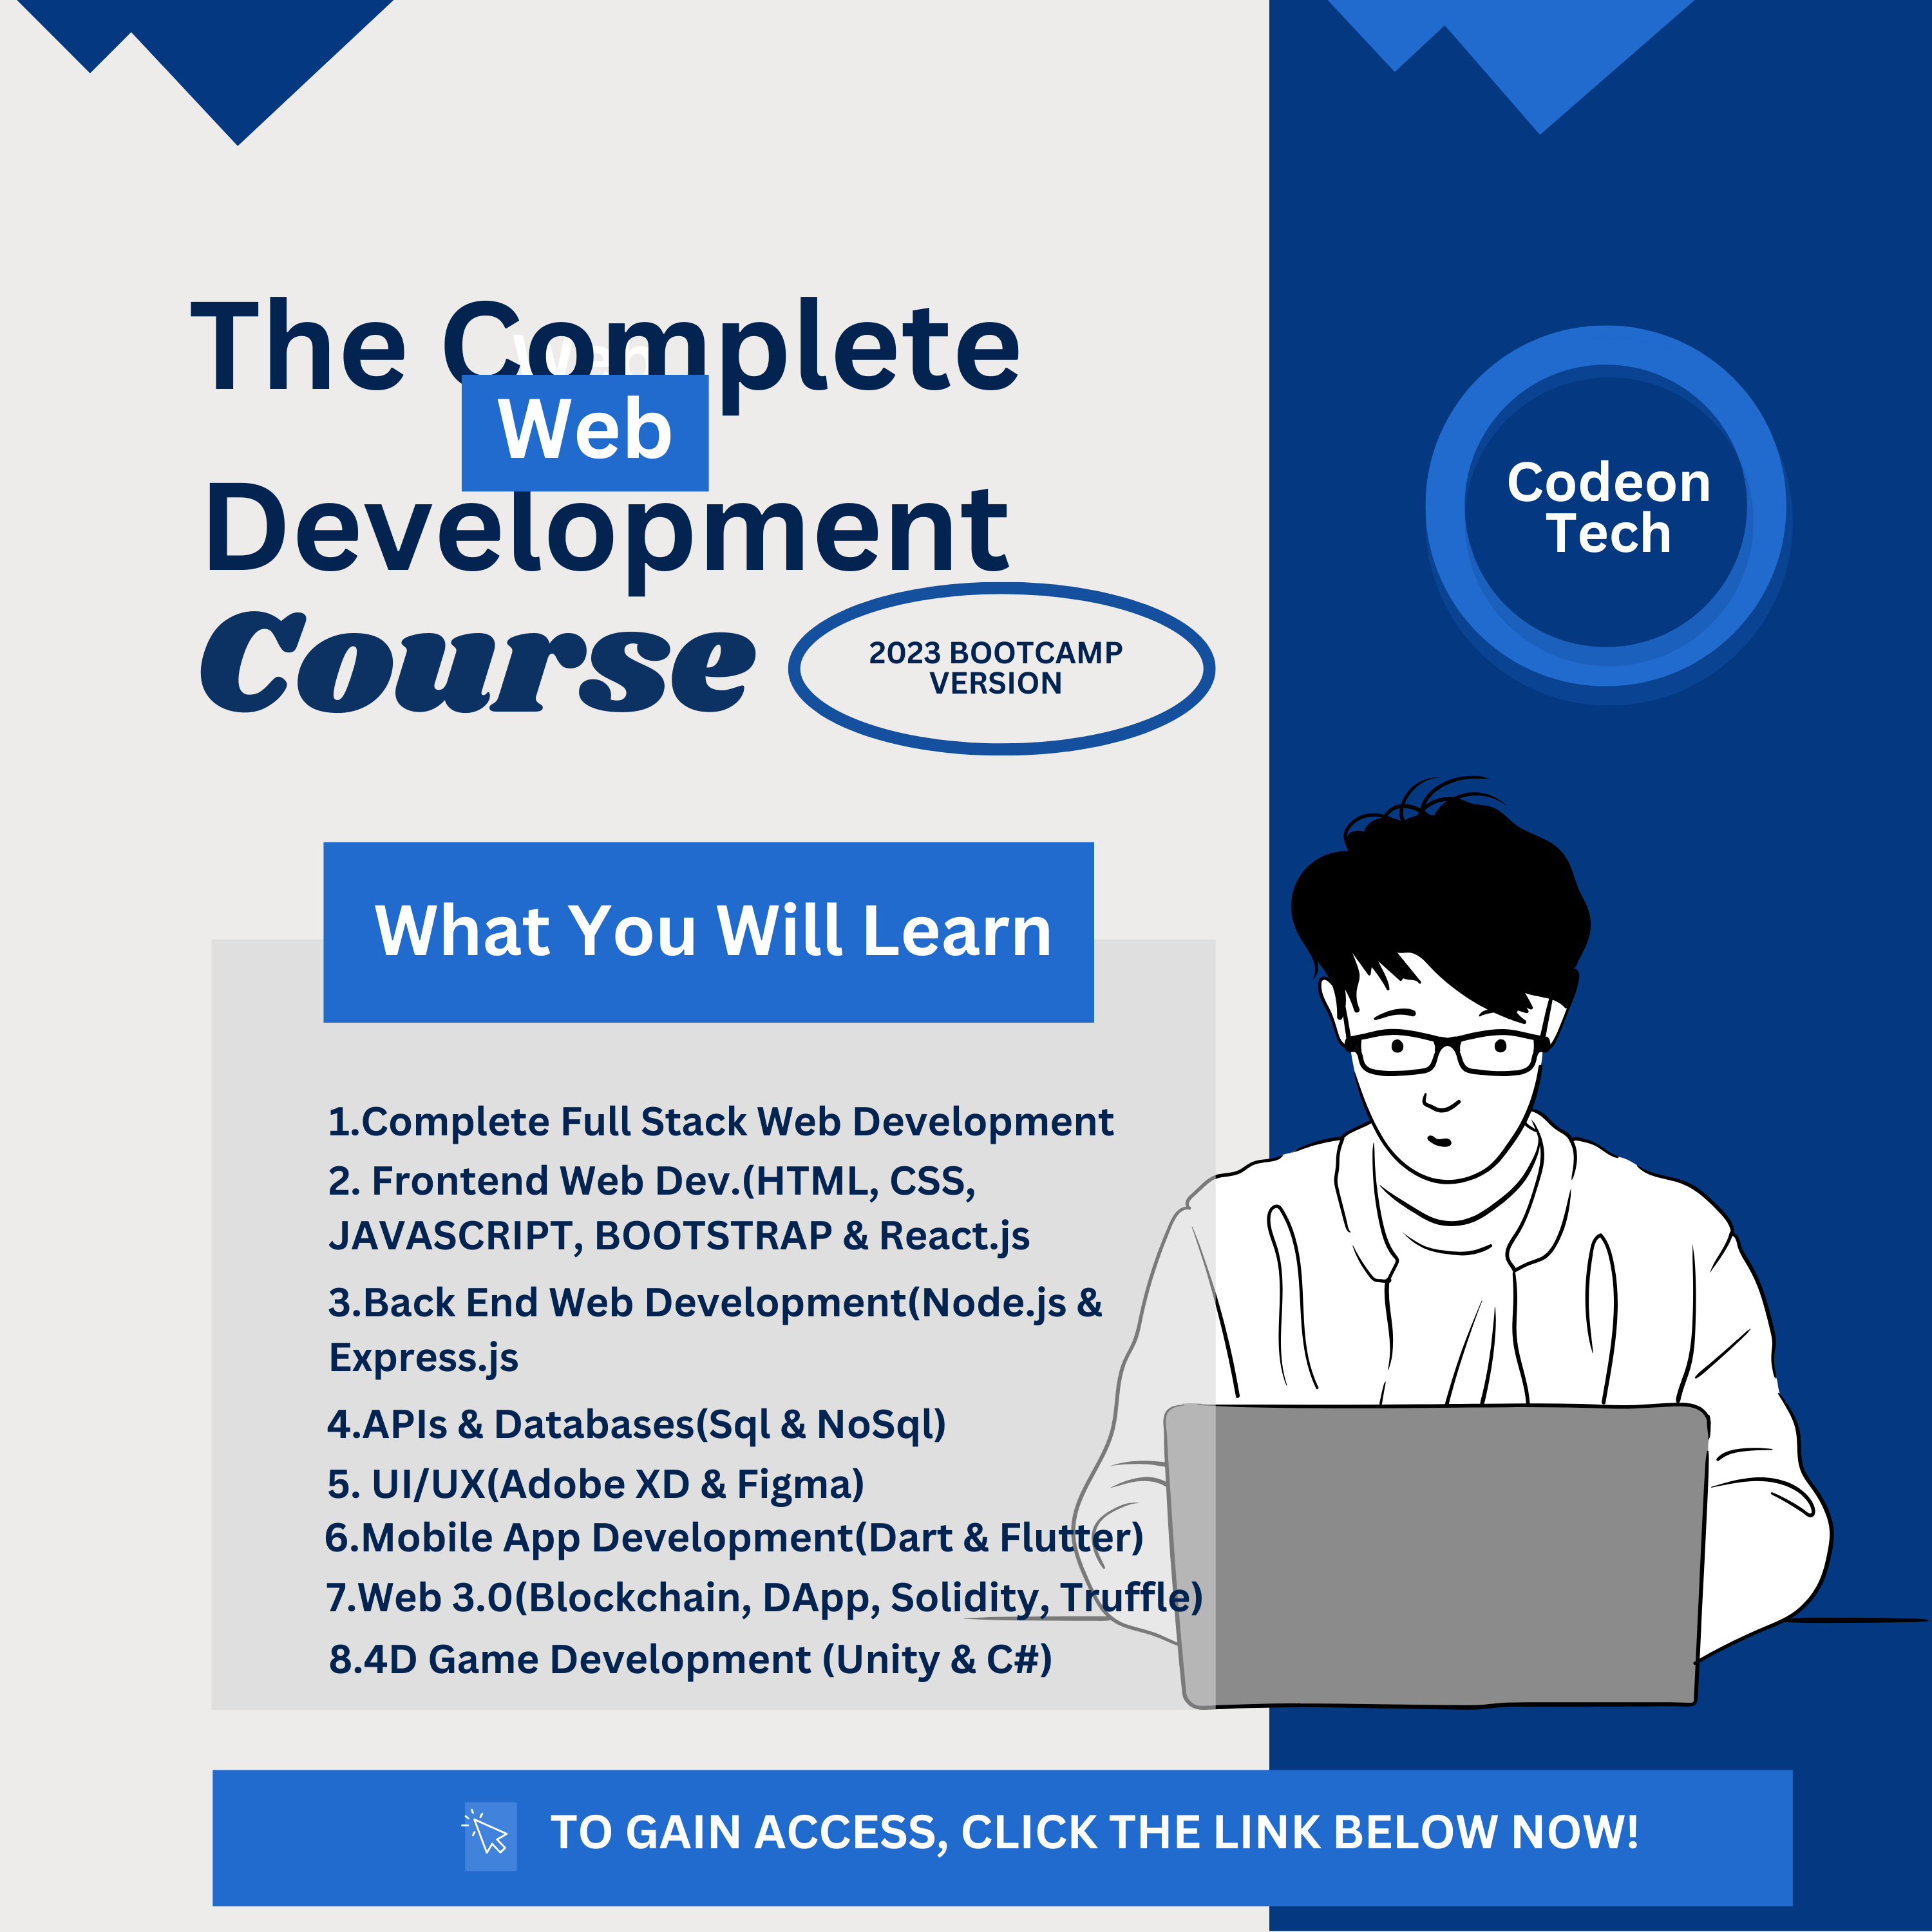 The Complete
Web
Web
Development
Course
2023 BOOTCAMP
VERSION
Codeon
Tech
What You Will Learn
1.Complete Full Stack Web Development
2. Frontend Web Dev.(HTML, CSS,
JAVASCRIPT, BOOTSTRAP & React.js
3.Back End Web Development(Node.js &
Express.js
4.APIs & Databases(Sql & NoSql)
5. UI/UX(Adobe XD & Figma)
6.Mobile App Development(Dart & Flutter)
7.Web 3.0(Blockchain, DApp, Solidity, Truffle)
8.4D Game Development (Unity & C#)
TO GAIN ACCESS, CLICK THE LINK BELOW NOW!